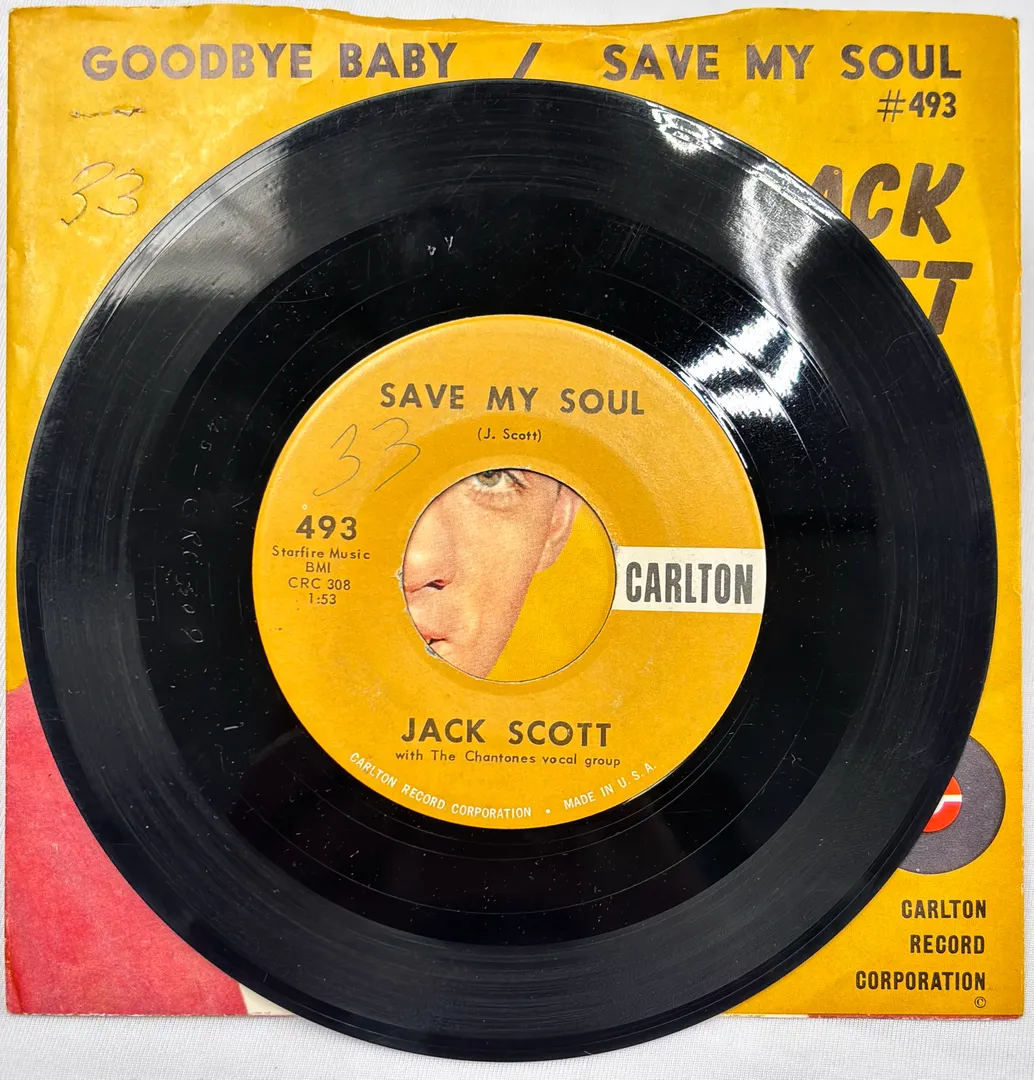 GOODBYE BABY / SAVE MY SOUL
#493
33
ACK
TT
SAVE MY SOUL
(J. Scott)
33
493
Starfire Music
BMI
CRC 308
1:53
CARLTON
JACK SCOTT
with The Chantones vocal group
CARLTON RECORD CORPORATION • MADE IN U.S.A.
CARLTON
RECORD
CORPORATION
©